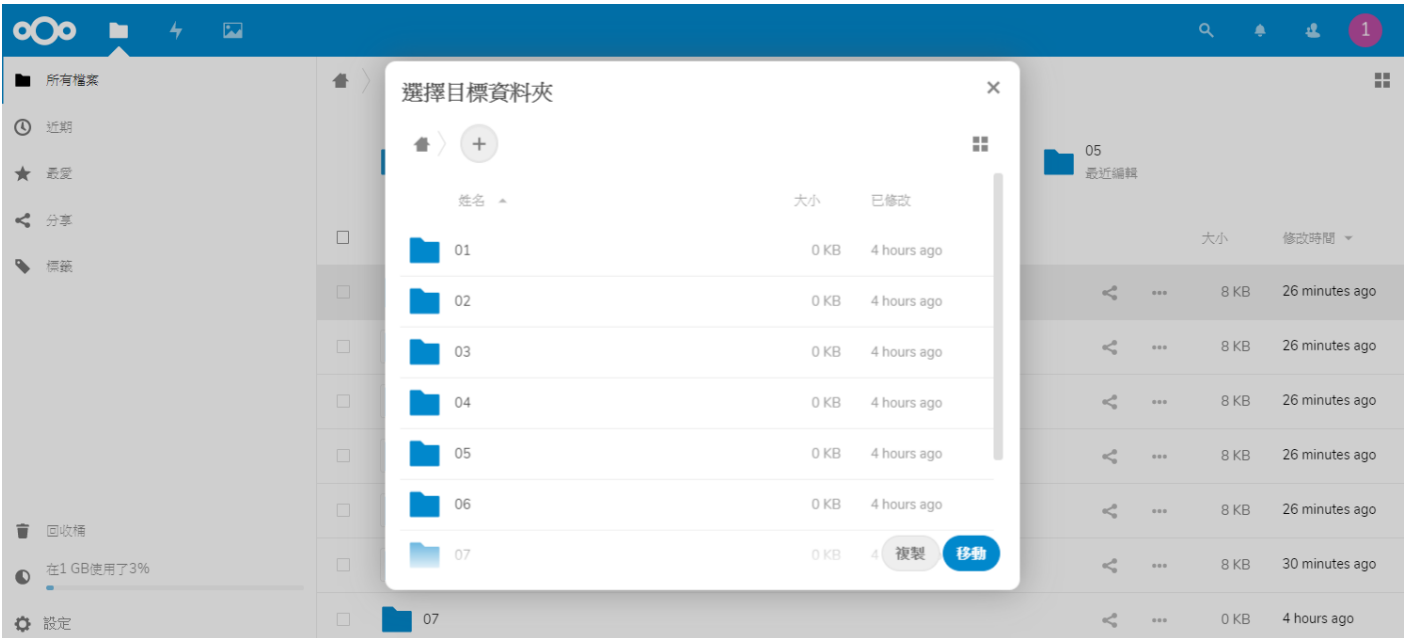 1
所有檔案
近期
最愛
分享
標籤
回收桶
在1 GB使用了3%
設定
選擇目標資料夾
姓名 大小 已修改
01 0 KB 4 hours ago
02 0 KB 4 hours ago
03 0 KB 4 hours ago
04 0 KB 4 hours ago
05 0 KB 4 hours ago
06 0 KB 4 hours ago
07 0 KB 4
複製 移動
05
最近編輯
大小 修改時間
8 KB 26 minutes ago
8 KB 26 minutes ago
8 KB 26 minutes ago
8 KB 26 minutes ago
8 KB 26 minutes ago
8 KB 30 minutes ago
07 0 KB 4 hours ago